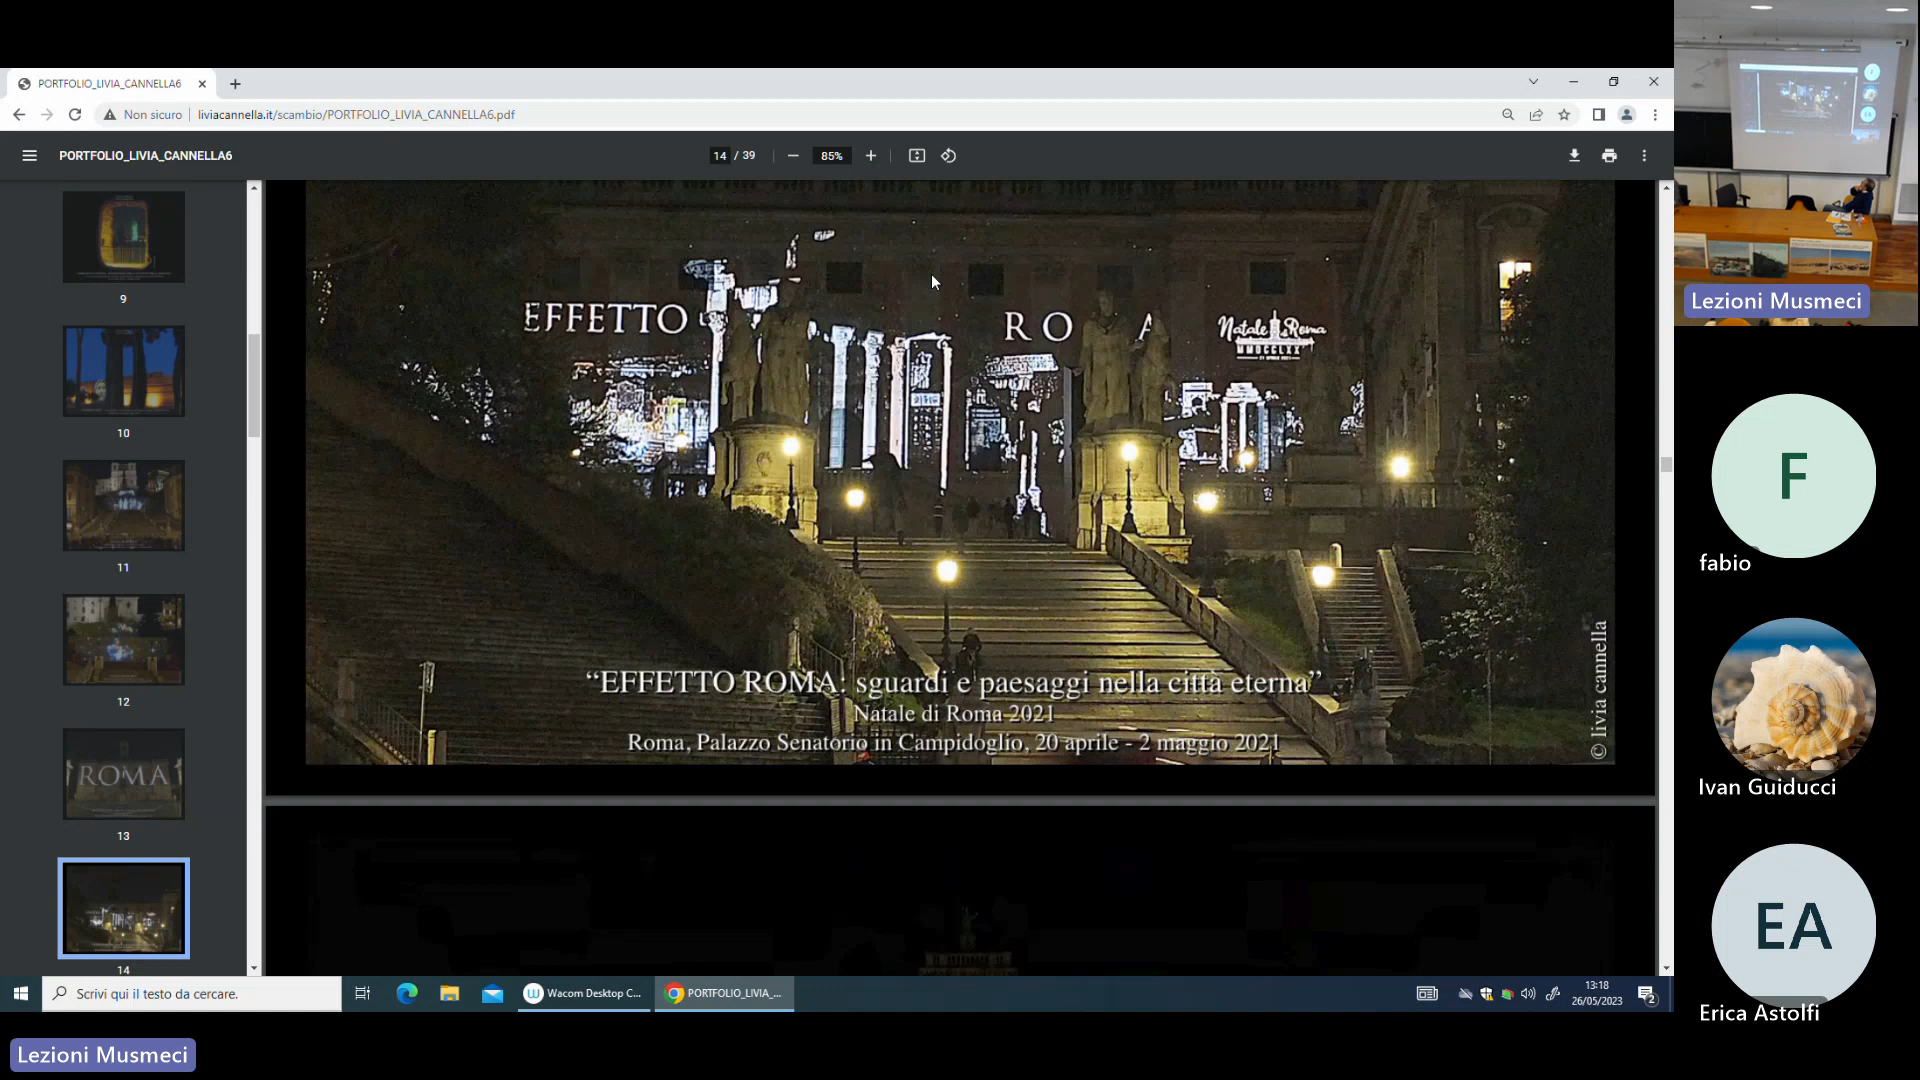 PORTFOLIO_LIVIA_CANNELLA6
Non sicuro
liviacannella.it/scambio/PORTFOLIO_LIVIA_CANNELLA6.pdf
PORTFOLIO_LIVIA_CANNELLA6
14 / 39
85%
9
10
11
12
ROMA
13
14
EFFETTO
RO
A
Natale di Roma
“EFFETTO ROMA: sguardi e paesaggi nella città eterna”
Natale di Roma 2021
Roma, Palazzo Senatorio in Campidoglio, 20 aprile - 2 maggio 2021
© livia cannella
Lezioni Musmeci
F
fabio
Ivan Guiducci
EA
Erica Astolfi
Scrivi qui il testo da cercare.
Wacom Desktop C...
PORTFOLIO_LIVIA_...
13:18
26/05/2023
2
Lezioni Musmeci